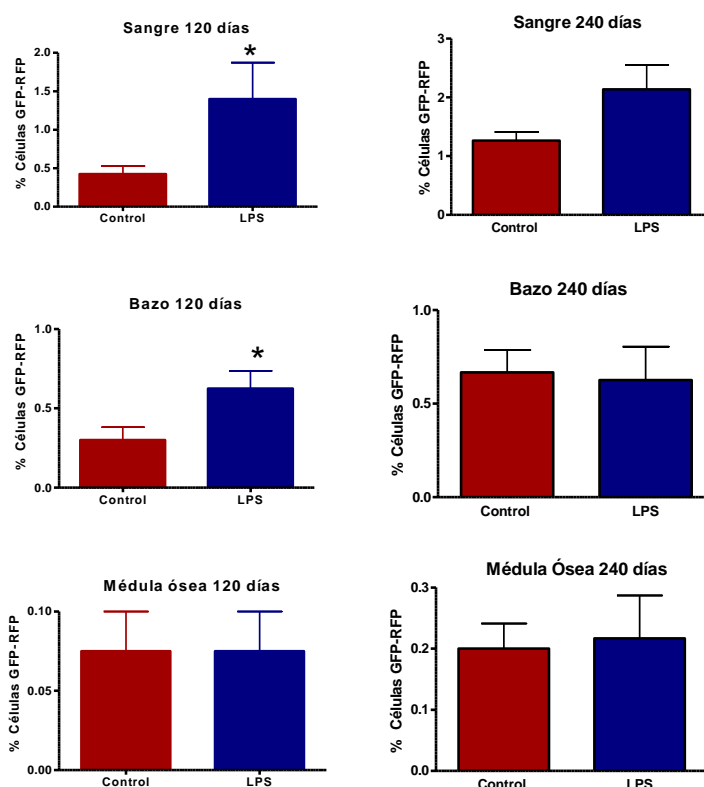 Sangre 120 días
*
% Células GFP-RFP
2.0
1.5
1.0
0.5
0.0
Control LPS
Sangre 240 días
% Células GFP-RFP
3
2
1
0
Control LPS
Bazo 120 días
*
% Células GFP-RFP
1.0
0.5
0.0
Control LPS
Bazo 240 días
% Células GFP-RFP
1.0
0.5
0.0
Control LPS
Médula ósea 120 días
% Células GFP-RFP
0.10
0.05
0.00
Control LPS
Médula Ósea 240 días
% Células GFP-RFP
0.3
0.2
0.1
0.0
Control LPS